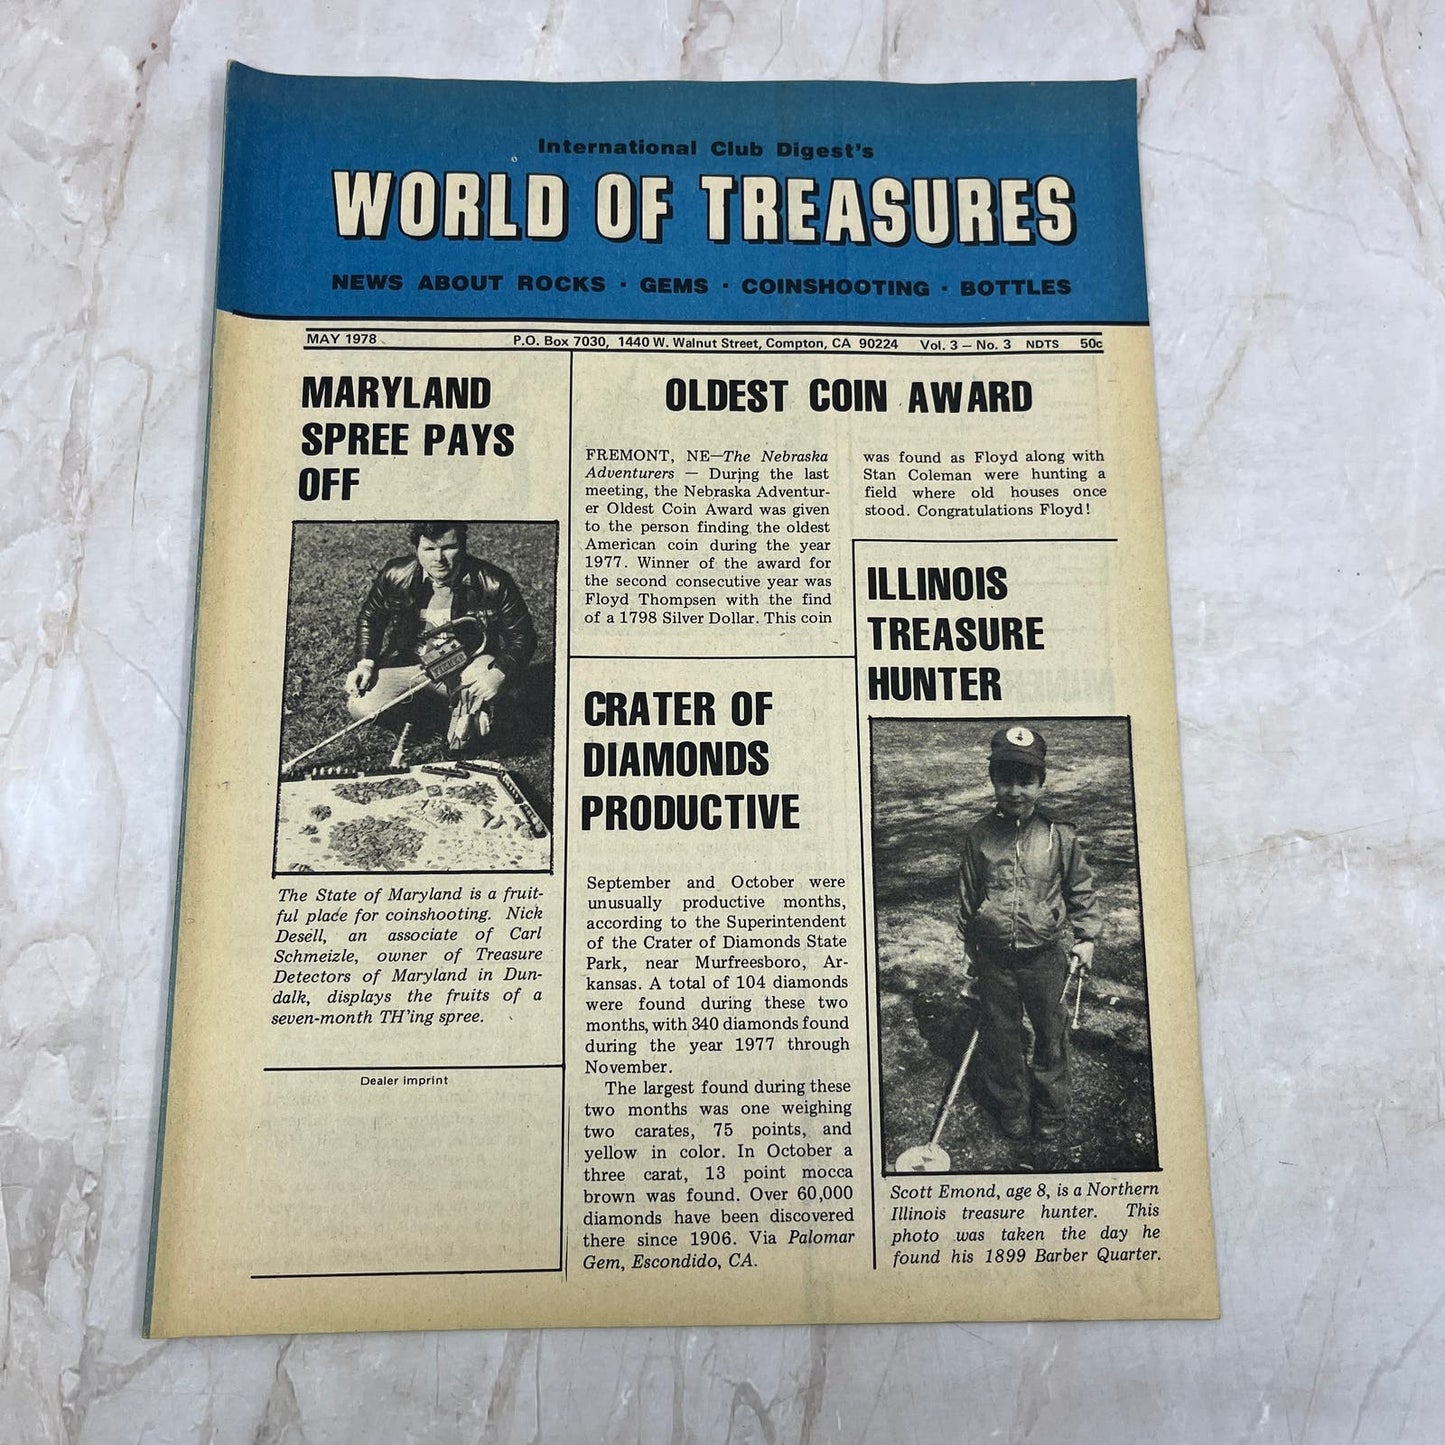 International Club Digest's
WORLD OF TREASURES
NEWS ABOUT ROCKS · GEMS · COINSHOOTING · BOTTLES
MAY 1978 P.O. Box 7030, 1440 W. Walnut Street, Compton, CA 90224 Vol. 3 – No. 3 NDTS 50c
MARYLAND
SPREE PAYS
OFF
The State of Maryland is a fruit-
ful place for coinshooting. Nick
Desell, an associate of Carl
Schmeizle, owner of Treasure
Detectors of Maryland in Dun-
dalk, displays the fruits of a
seven-month TH'ing spree.
Dealer imprint
OLDEST COIN AWARD
FREMONT, NE—The Nebraska
Adventurers — During the last
meeting, the Nebraska Adventur-
er Oldest Coin Award was given
to the person finding the oldest
American coin during the year
1977. Winner of the award for
the second consecutive year was
Floyd Thompsen with the find
of a 1798 Silver Dollar. This coin
was found as Floyd along with
Stan Coleman were hunting a
field where old houses once
stood. Congratulations Floyd!
CRATER OF
DIAMONDS
PRODUCTIVE
September and October were
unusually productive months,
according to the Superintendent
of the Crater of Diamonds State
Park, near Murfreesboro, Ar-
kansas. A total of 104 diamonds
were found during these two
months, with 340 diamonds found
during the year 1977 through
November.
The largest found during these
two months was one weighing
two carates, 75 points, and
yellow in color. In October a
three carat, 13 point mocca
brown was found. Over 60,000
diamonds have been discovered
there since 1906. Via Palomar
Gem, Escondido, CA.
ILLINOIS
TREASURE
HUNTER
Scott Emond, age 8, is a Northern
Illinois treasure hunter. This
photo was taken the day he
found his 1899 Barber Quarter.